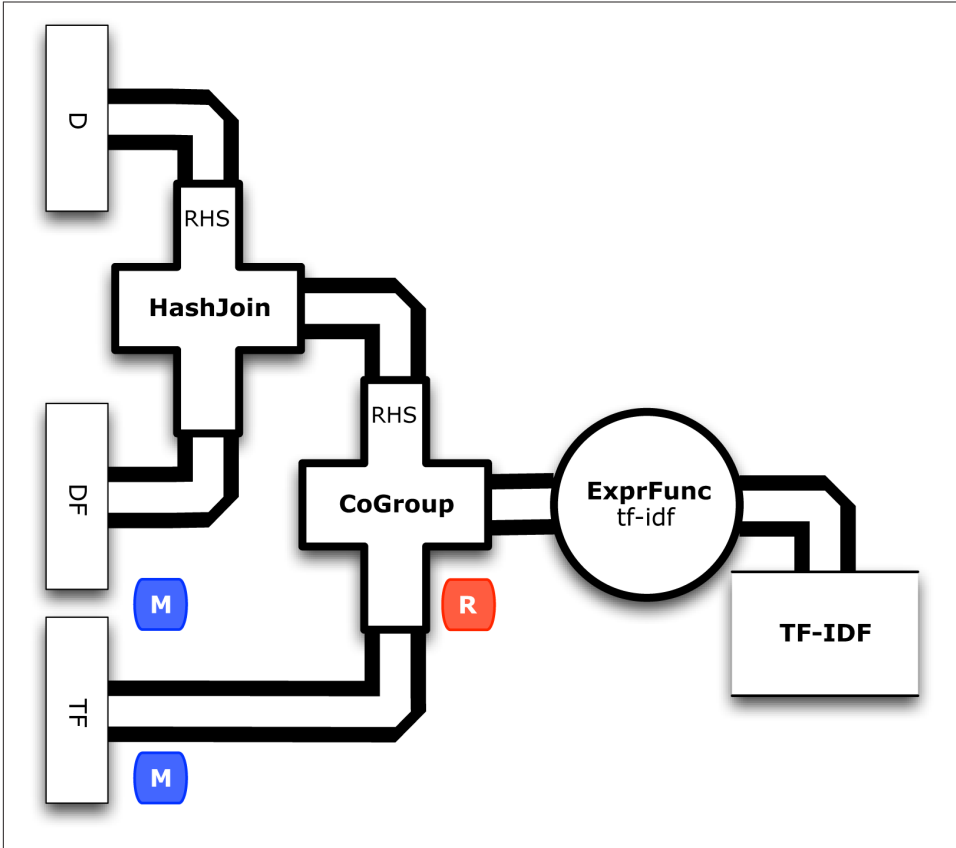 D
RHS
HashJoin
DF
RHS
CoGroup
ExprFunc
tf-idf
M
R
TF-IDF
TF
M